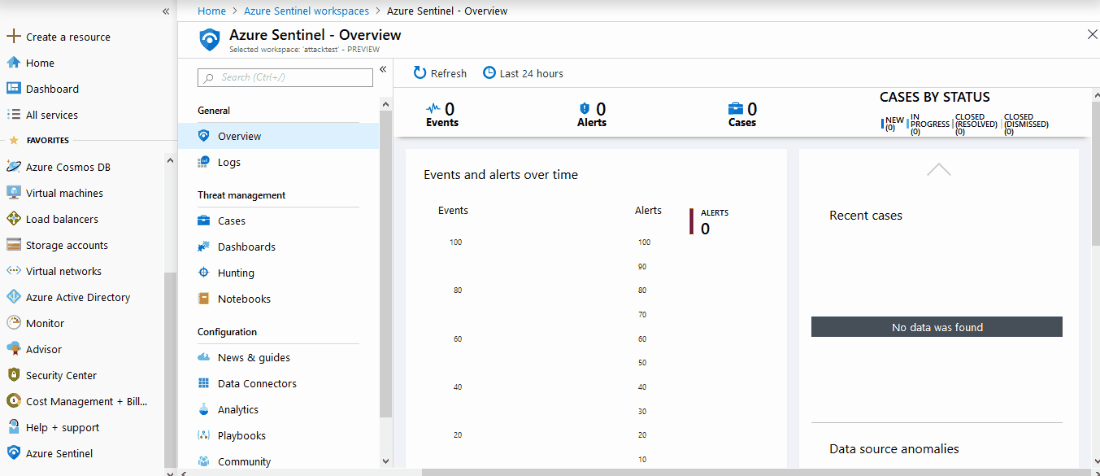 «
Create a resource
Home
Dashboard
All services
FAVORITES
Azure Cosmos DB
Virtual machines
Load balancers
Storage accounts
Virtual networks
Azure Active Directory
Monitor
Advisor
Security Center
Cost Management + Bill...
Help + support
Azure Sentinel
Home > Azure Sentinel workspaces > Azure Sentinel - Overview
Azure Sentinel - Overview
Selected workspace: 'attacktest' - PREVIEW
Search (Ctrl+/)
«
General
Overview
Logs
Threat management
Cases
Dashboards
Hunting
Notebooks
Configuration
News & guides
Data Connectors
Analytics
Playbooks
Community
Refresh
Last 24 hours
0
Events
0
Alerts
0
Cases
CASES BY STATUS
NEW
(0)
IN
PROGRESS
(0)
CLOSED
(RESOLVED)
(0)
CLOSED
(DISMISSED)
(0)
Events and alerts over time
Events
100
80
60
40
20
Alerts
100
90
80
70
60
50
40
30
20
10
ALERTS
0
Recent cases
No data was found
Data source anomalies